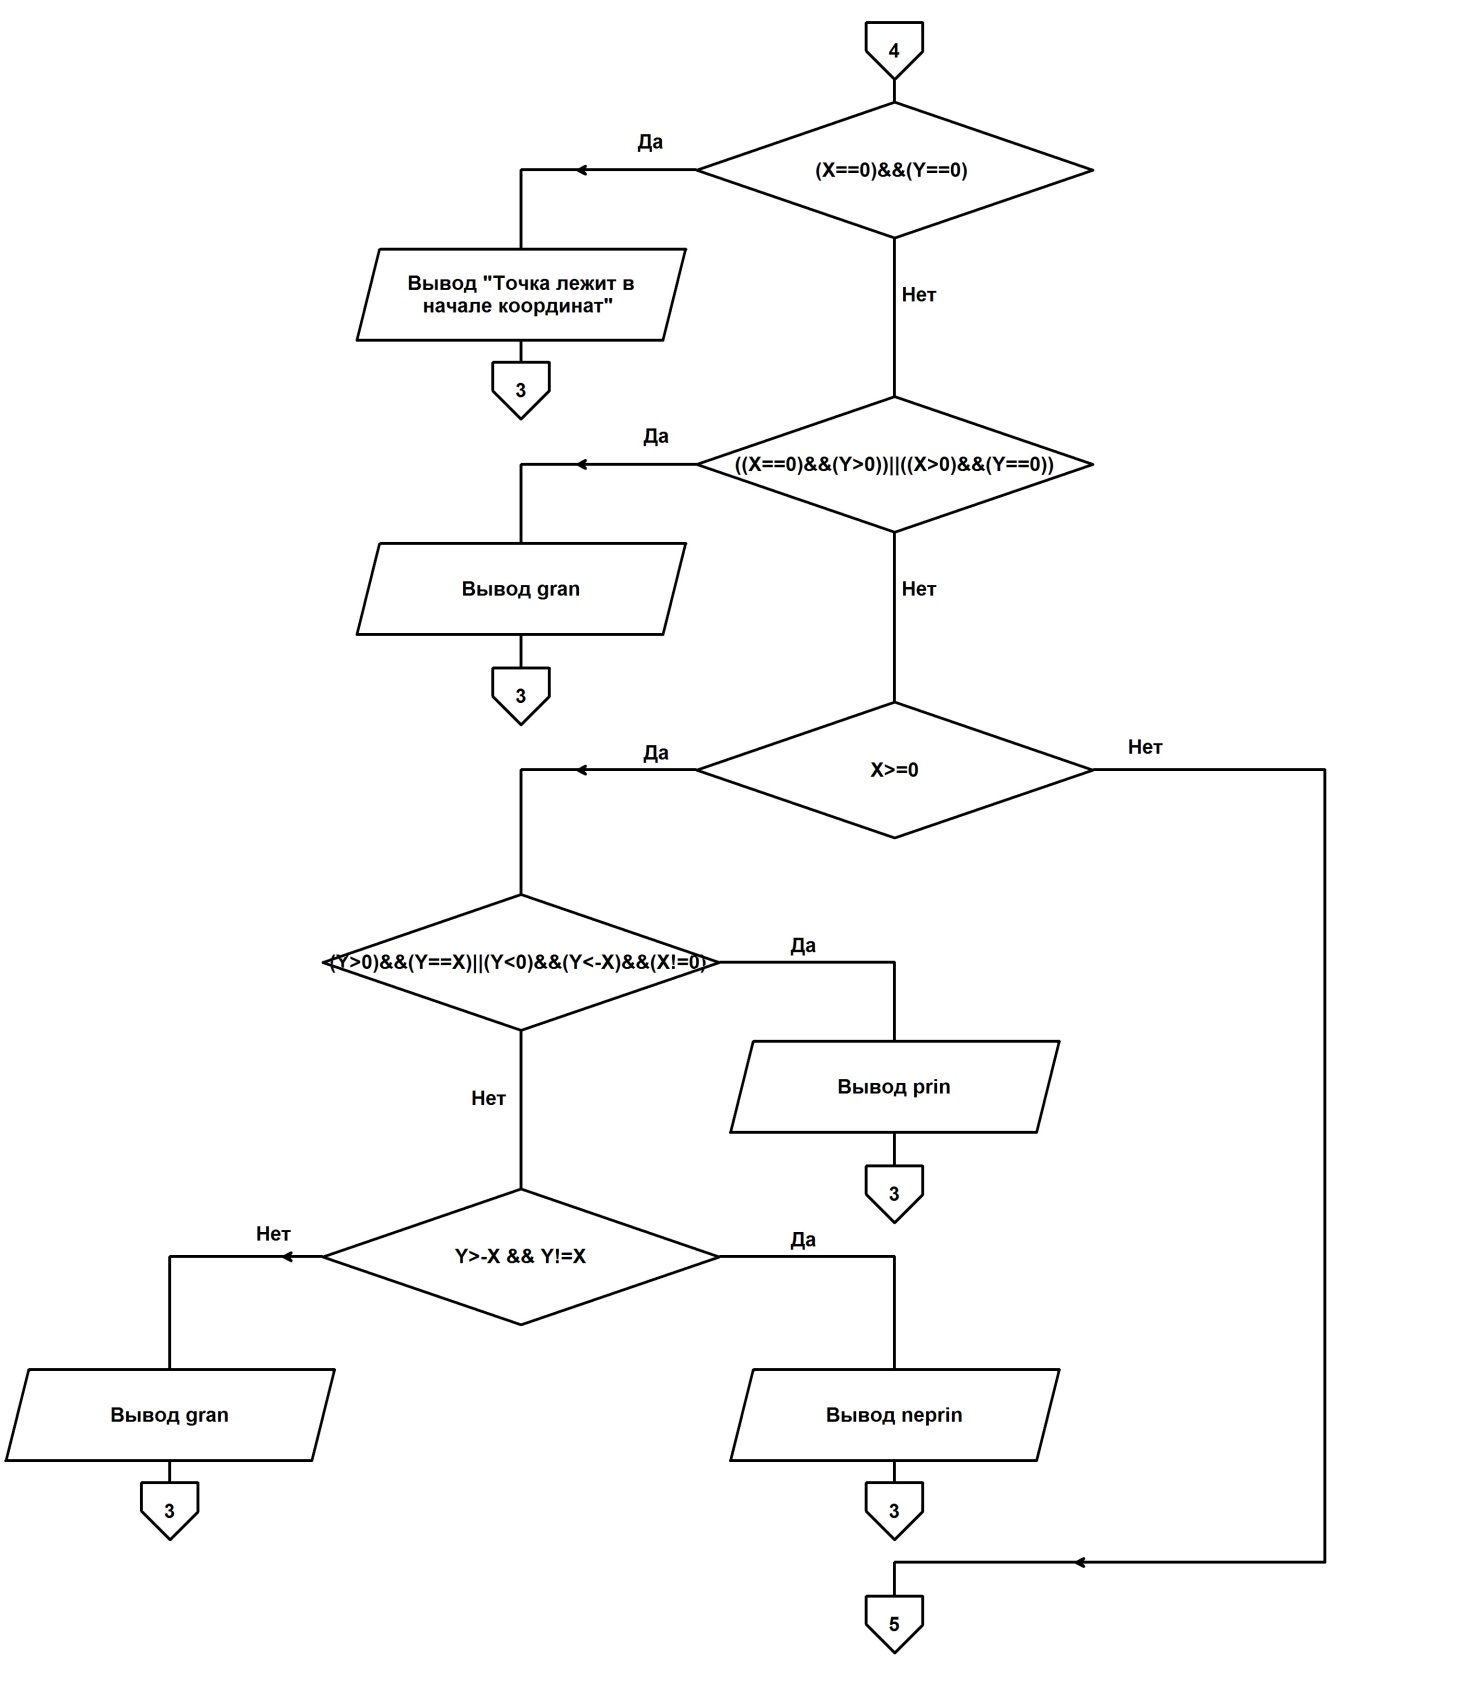 4
Да
(X==0)&&(Y==0)
Вывод "Точка лежит в
начале координат"
Нет
3
Да
((X==0)&&(Y>0))||((X>0)&&(Y==0))
Вывод gran
Нет
3
Да
X>=0
Нет
(Y>0)&&(Y==X)||(Y<0)&&(Y<-X)&&(X!=0)
Да
Вывод prin
Нет
3
Нет
Y>-X && Y!=X
Да
Вывод gran
Вывод neprin
3
3
5